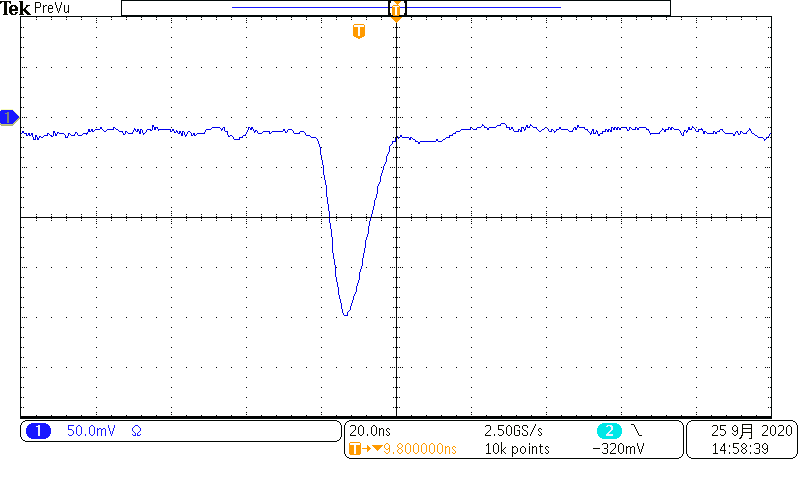 Tek PreVu
T
T
1
1 50.0mV Ω
20.0ns 2.50GS/s 2
T→▼9.800000ns 10k points −320mV
25 9月 2020
14:58:39